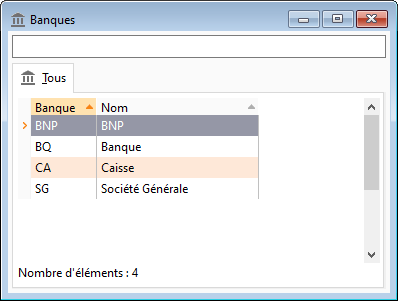 Banques
Tous
Banque Nom
BNP BNP
BQ Banque
CA Caisse
SG Société Générale
Nombre d'éléments : 4